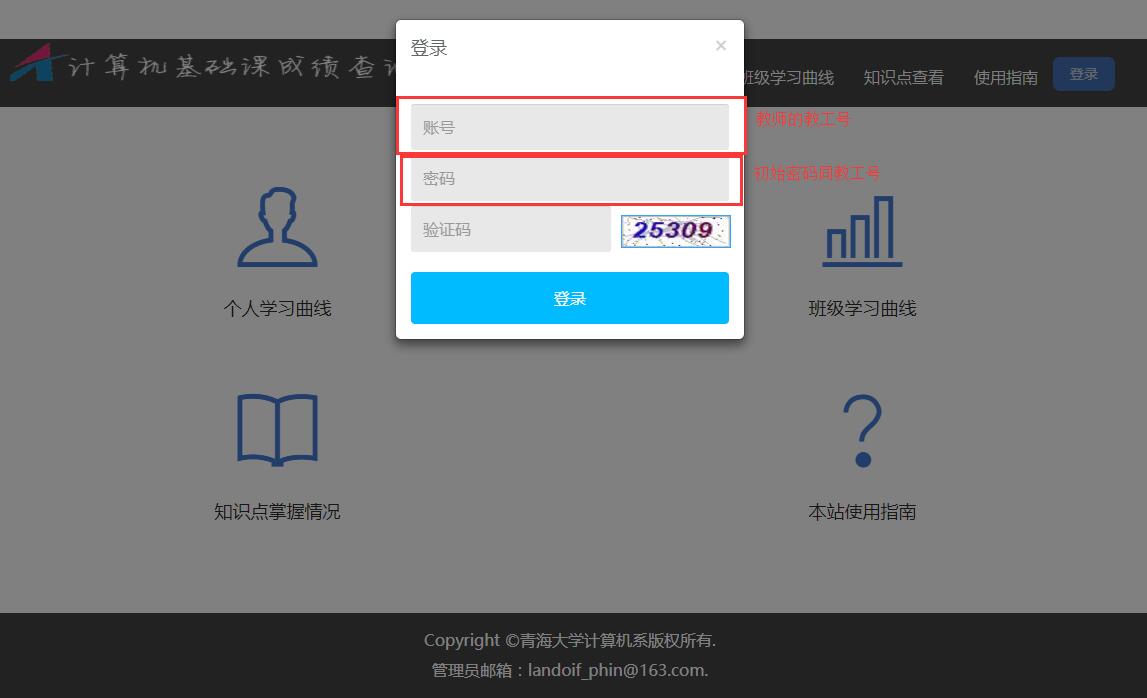 登录 ×
计算机基础课成绩查
班级学习曲线 知识点查看 使用指南 登录
账号 教师的教工号
密码 初始密码同教工号
验证码 25309
登录
个人学习曲线 班级学习曲线
知识点掌握情况 本站使用指南
Copyright ©青海大学计算机系版权所有.
管理员邮箱：landoif_phin@163.com.